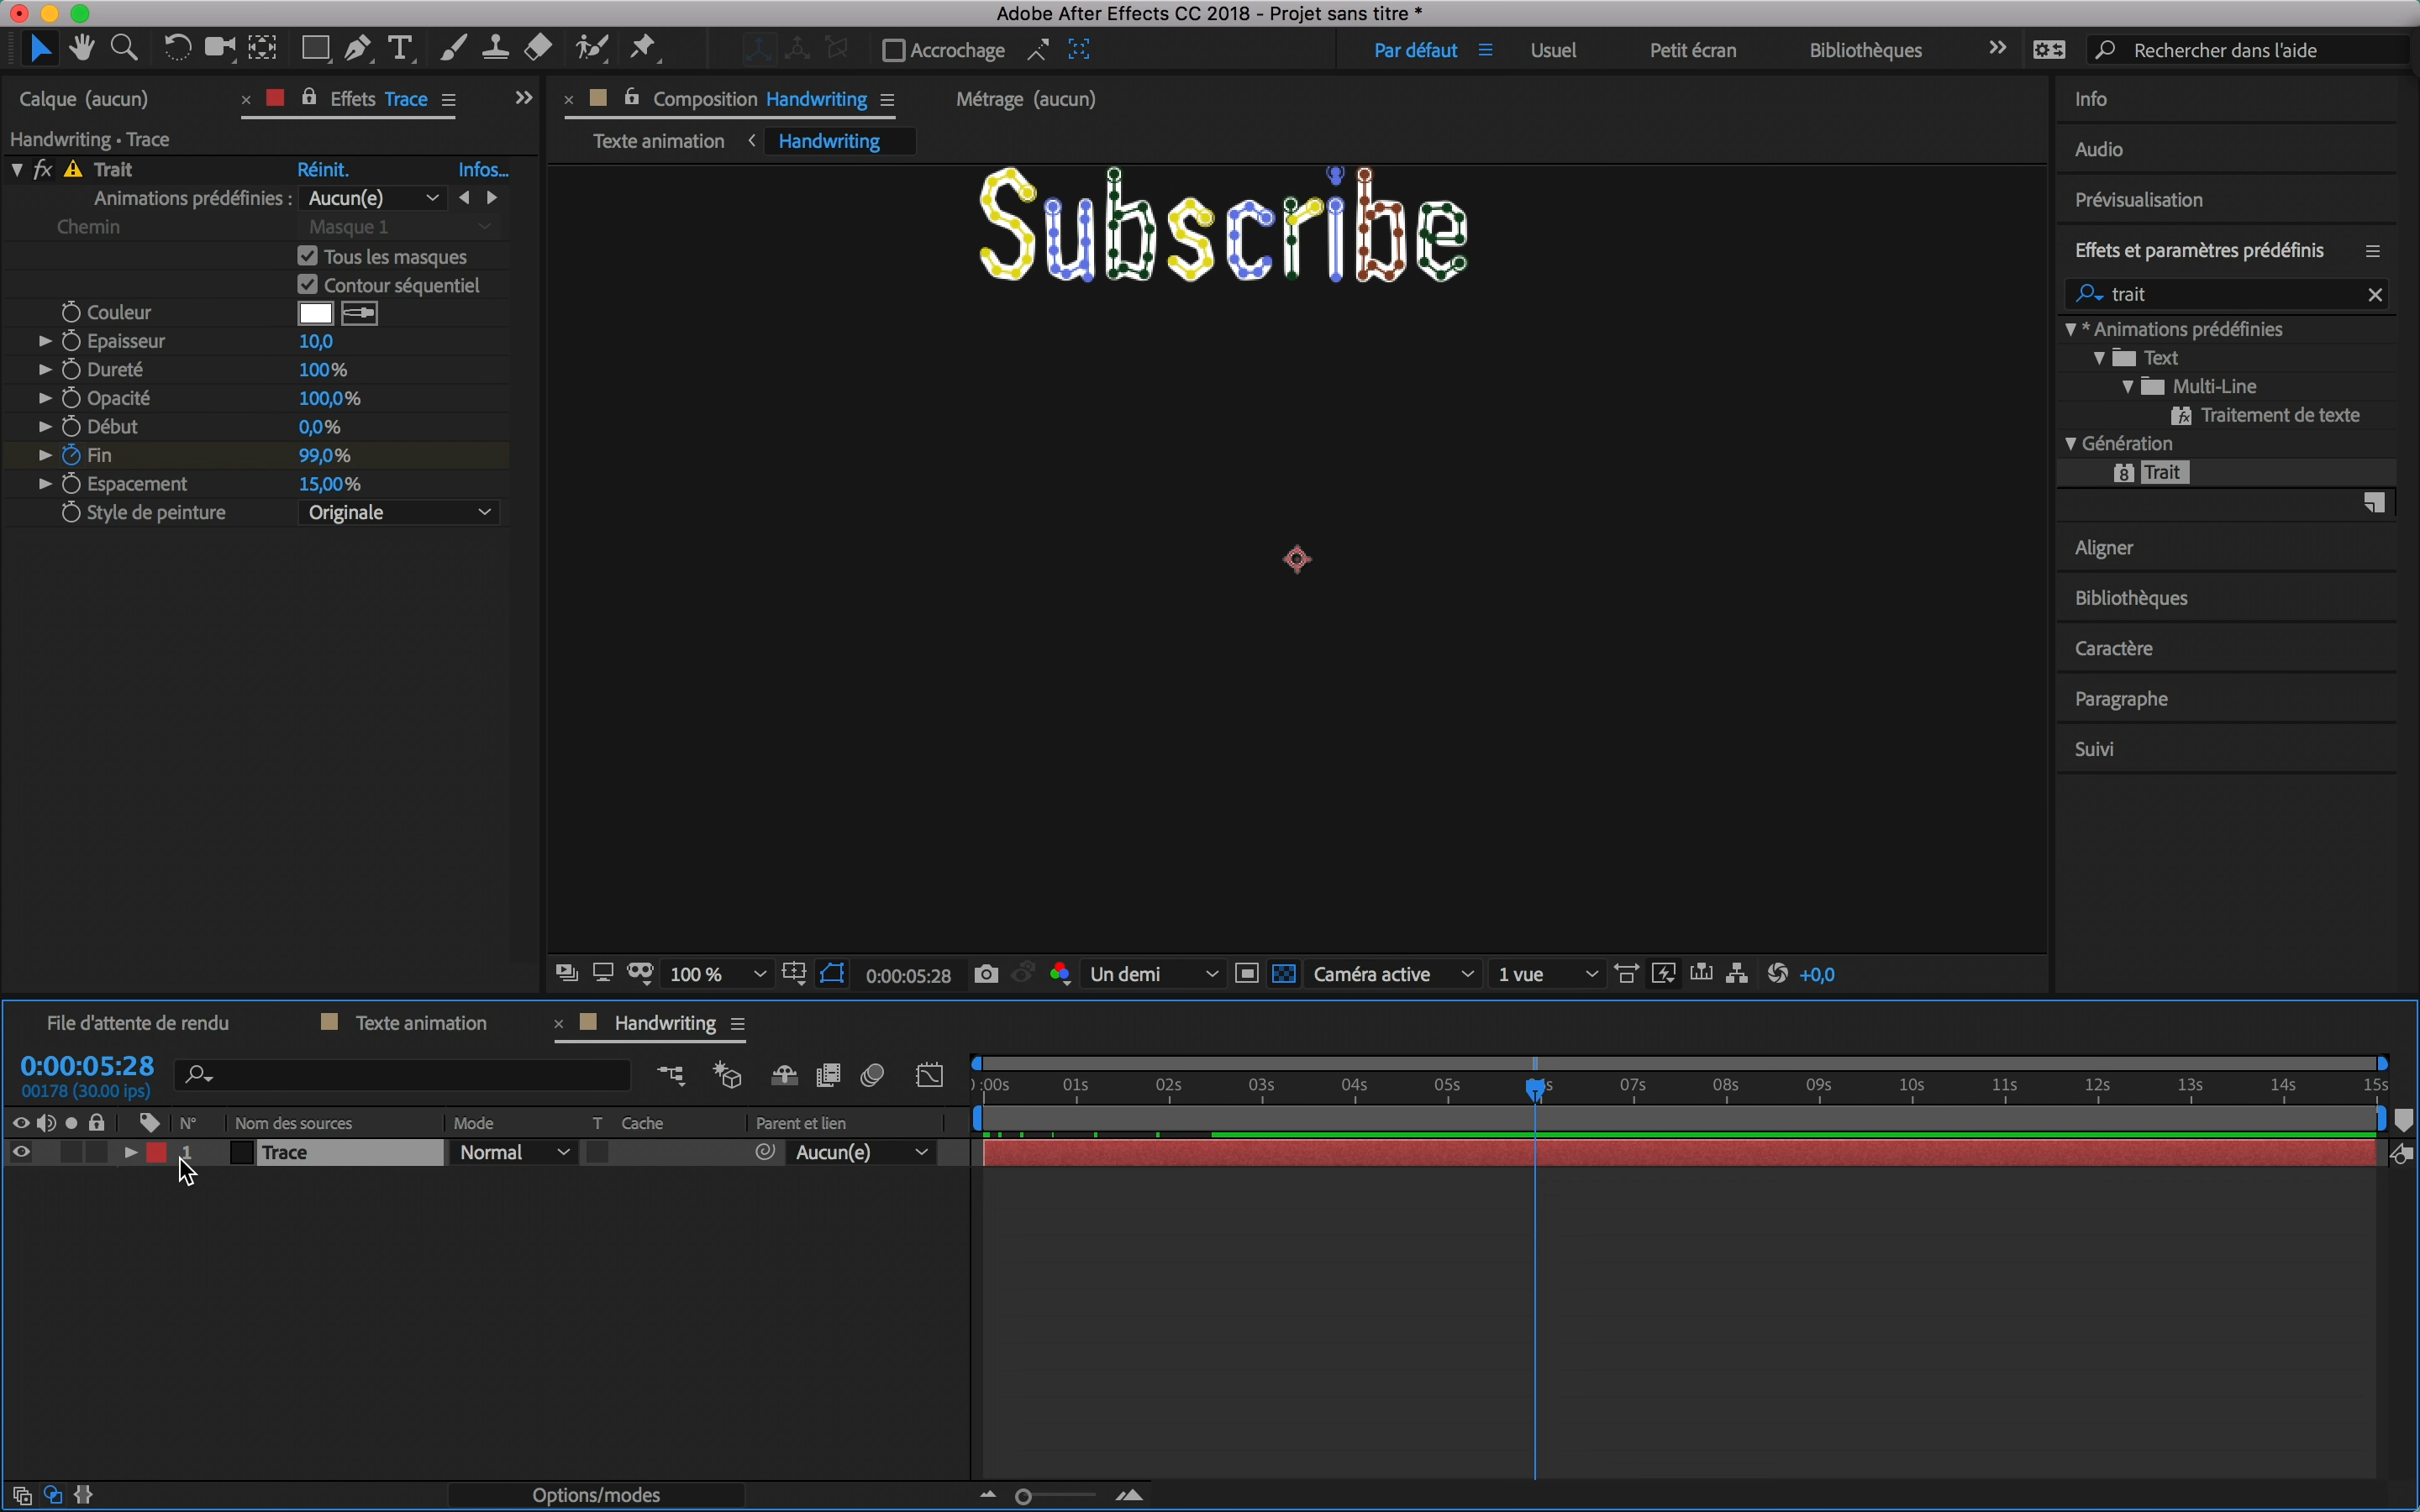 Adobe After Effects CC 2018 - Projet sans titre *
Accrochage
Par défaut
Usuel
Petit écran
Bibliothèques
Rechercher dans l'aide
Calque (aucun)
Effets Trace
Handwriting • Trace
Trait
Réinit.
Infos...
Animations prédéfinies :
Aucun(e)
Chemin
Masque 1
Tous les masques
Contour séquentiel
Couleur
Epaisseur
10,0
Dureté
100%
Opacité
100,0%
Début
0,0%
Fin
99,0%
Espacement
15,00%
Style de peinture
Originale
Composition Handwriting
Métrage (aucun)
Texte animation
Handwriting
Subscribe
100 %
0:00:05:28
Un demi
Caméra active
1 vue
+0,0
Info
Audio
Prévisualisation
Effets et paramètres prédéfinis
trait
* Animations prédéfinies
Text
Multi-Line
Traitement de texte
Génération
Trait
Aligner
Bibliothèques
Caractère
Paragraphe
Suivi
File d'attente de rendu
Texte animation
Handwriting
0:00:05:28
00178 (30.00 ips)
:00s 01s 02s 03s 04s 05s 07s 08s 09s 10s 11s 12s 13s 14s 15s
N° Nom des sources Mode T Cache Parent et lien
1 Trace Normal Aucun(e)
Options/modes